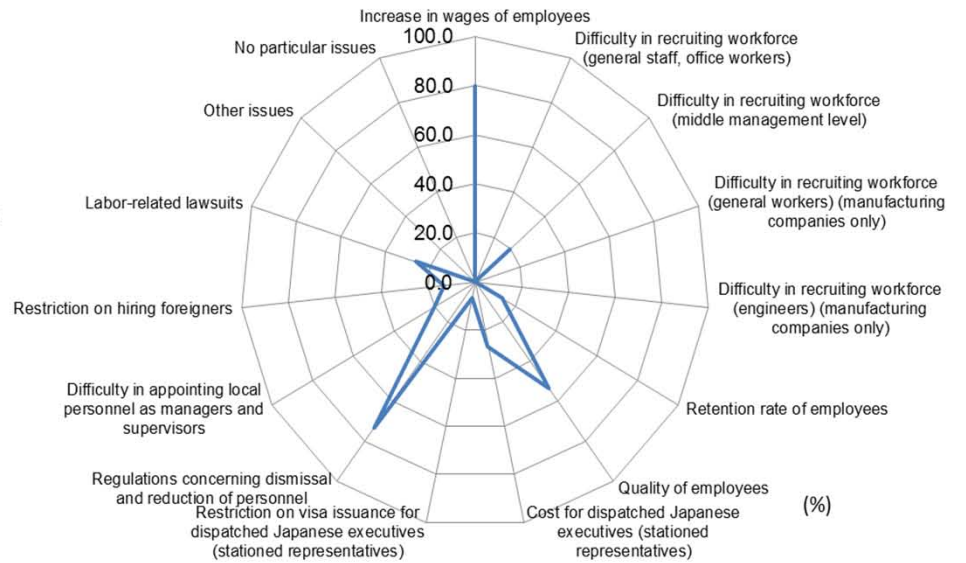 Increase in wages of employees
100.0
80.0
60.0
40.0
20.0
0.0
Difficulty in recruiting workforce
(general staff, office workers)
Difficulty in recruiting workforce
(middle management level)
Difficulty in recruiting workforce
(general workers) (manufacturing
companies only)
Difficulty in recruiting workforce
(engineers) (manufacturing
companies only)
Retention rate of employees
Quality of employees
(%)
Cost for dispatched Japanese
executives (stationed
representatives)
Restriction on visa issuance for
dispatched Japanese executives
(stationed representatives)
Regulations concerning dismissal
and reduction of personnel
Difficulty in appointing local
personnel as managers and
supervisors
Restriction on hiring foreigners
Labor-related lawsuits
Other issues
No particular issues